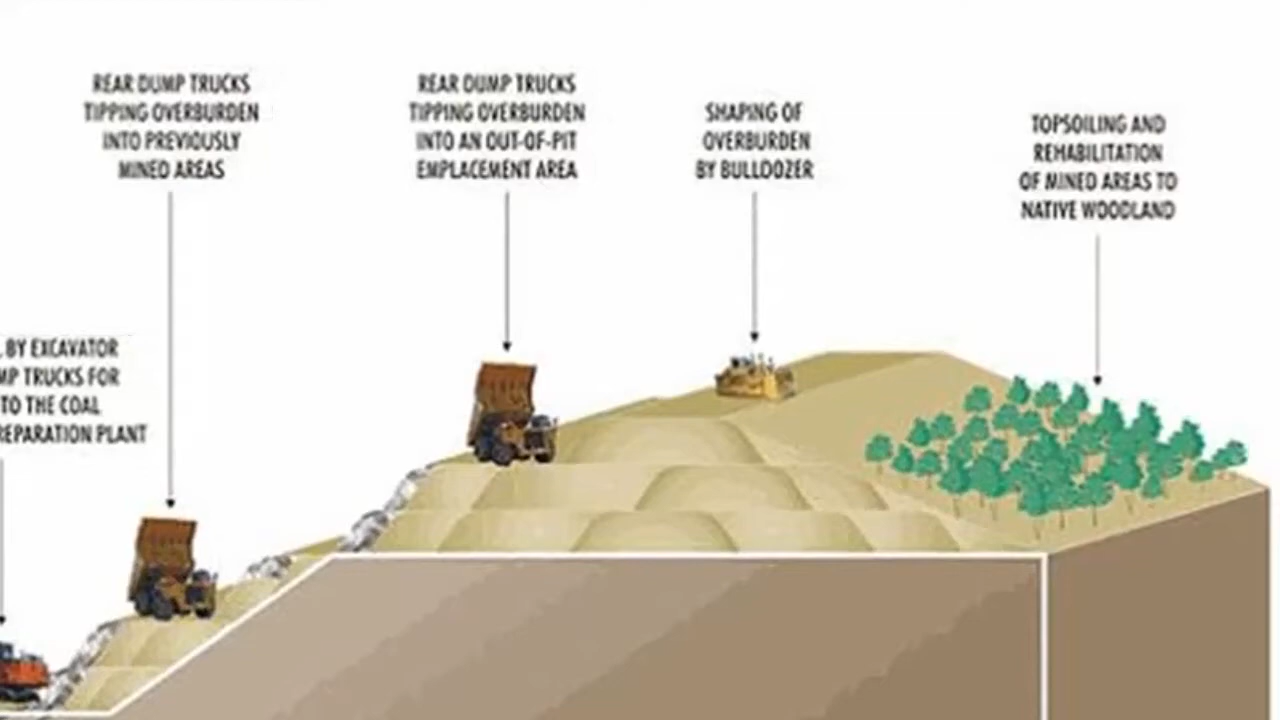 REAR DUMP TRUCKS
TIPPING OVERBURDEN
INTO PREVIOUSLY
MINED AREAS
REAR DUMP TRUCKS
TIPPING OVERBURDEN
INTO AN OUT-OF-PIT
EMPLACEMENT AREA
SHAPING OF
OVERBURDEN
BY BULLDOZER
TOPSOILING AND
REHABILITATION
OF MINED AREAS TO
NATIVE WOODLAND
BY EXCAVATOR
MP TRUCKS FOR
TO THE COAL
REPARATION PLANT